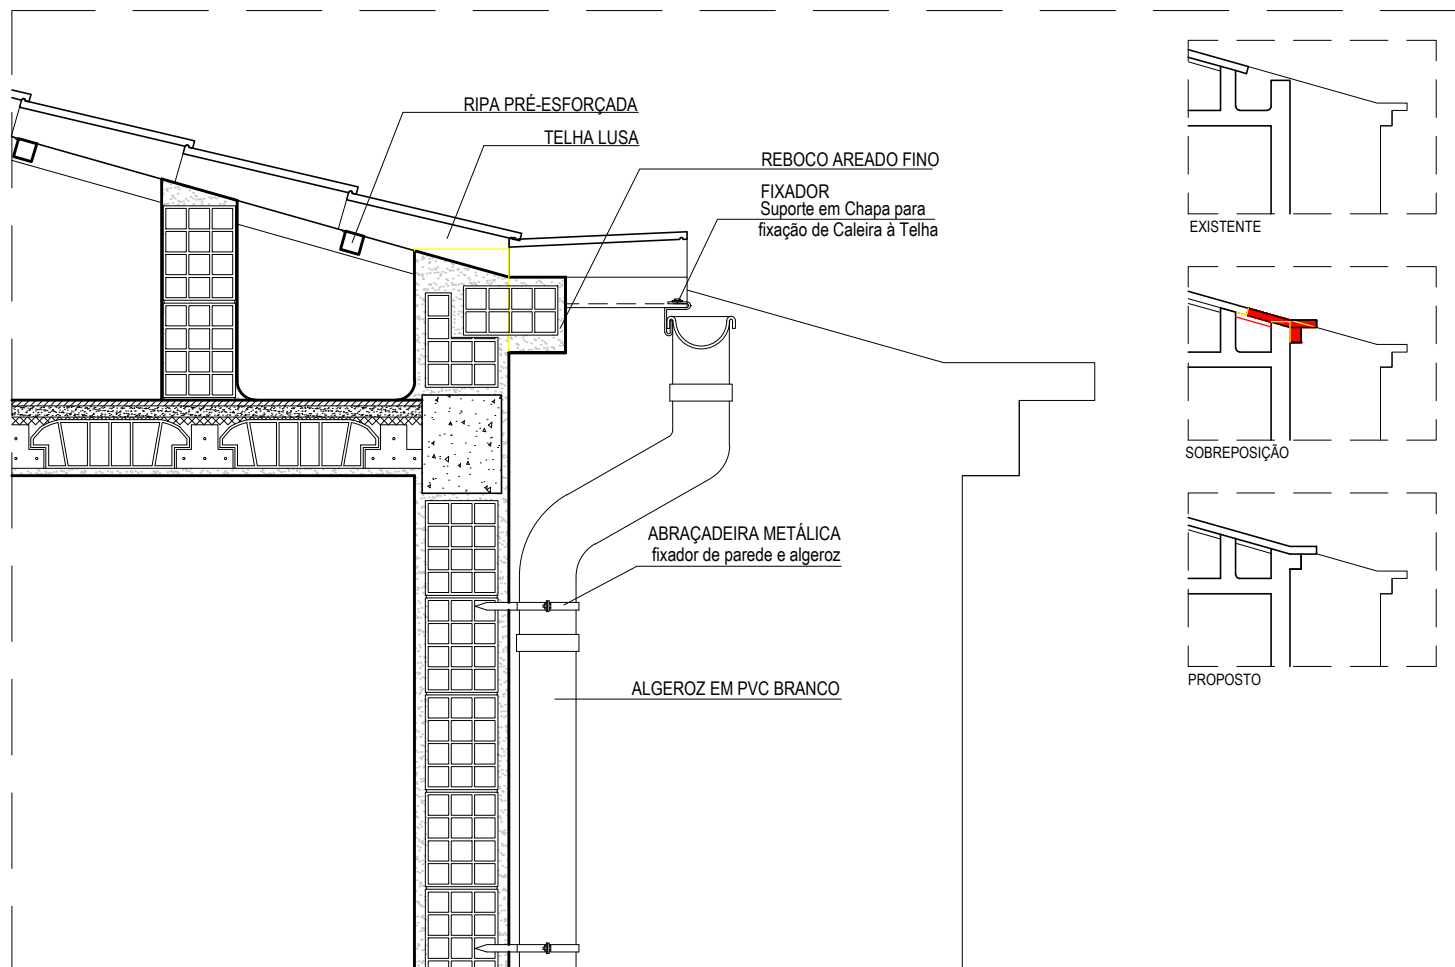 RIPA PRÉ-ESFORÇADA
TELHA LUSA
REBOCO AREADO FINO
FIXADOR
Suporte em Chapa para
fixação de Caleira à Telha
ABRAÇADEIRA METÁLICA
fixador de parede e algeroz
ALGEROZ EM PVC BRANCO
EXISTENTE
SOBREPOSIÇÃO
PROPOSTO